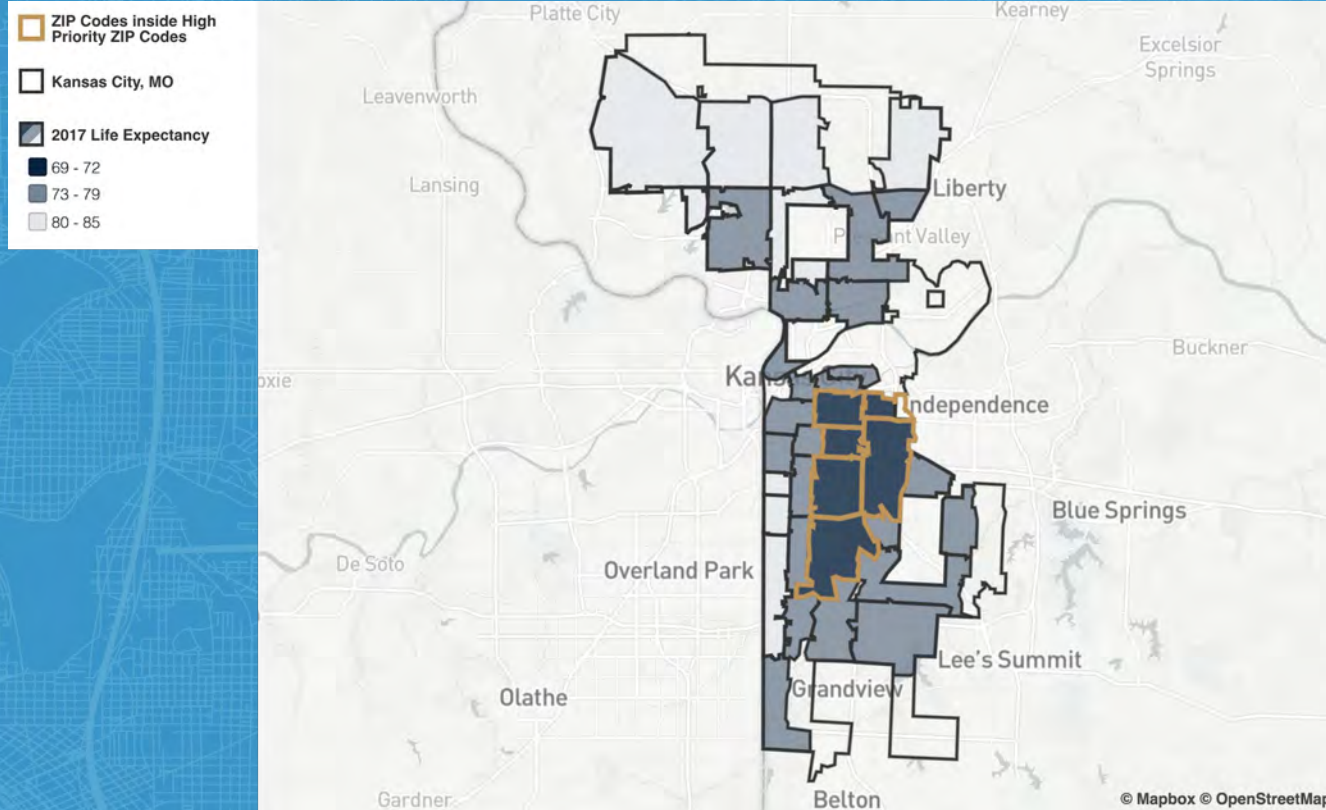 ZIP Codes inside High
Priority ZIP Codes
Kansas City, MO
2017 Life Expectancy
69 - 72
73 - 79
80 - 85
Platte City
Kearney
Excelsior
Springs
Leavenworth
Lansing
Liberty
Buckner
oxie
Independence
Blue Springs
De Soto
Overland Park
Lee's Summit
Grandview
Olathe
Gardner
Belton
© Mapbox © OpenStreetMap